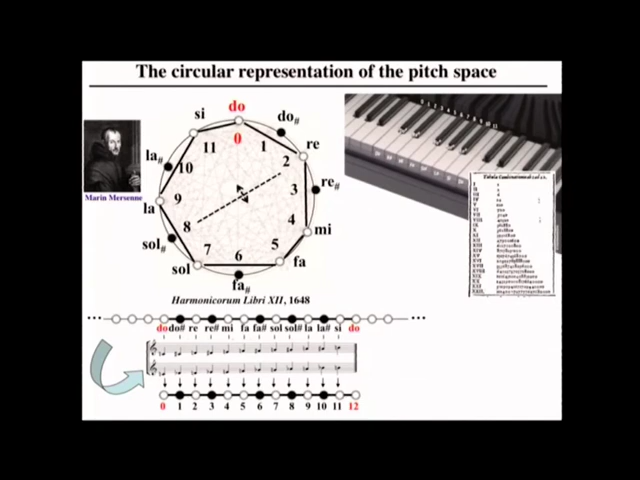 The circular representation of the pitch space
do
si
do#
0
11
1
la#
re
10
2
Marin Mersenne
re#
3
la
9
8
4
mi
sol#
7
6
5
sol
fa
fa#
Harmonicorum Libri XII, 1648
••• •••
do do# re re# mi fa fa# sol sol# la la# si do
0 1 2 3 4 5 6 7 8 9 10 11 12